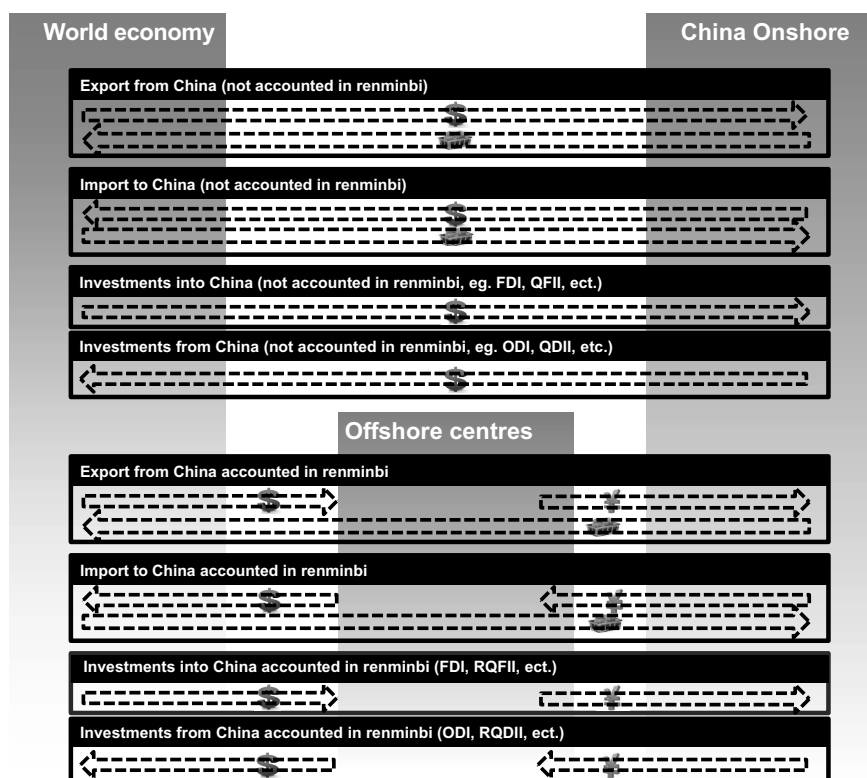 World economy
China Onshore
Export from China (not accounted in renminbi)
$
Import to China (not accounted in renminbi)
$
Investments into China (not accounted in renminbi, eg. FDI, QFII, ect.)
$
Investments from China (not accounted in renminbi, eg. ODI, QDII, etc.)
$
Offshore centres
Export from China accounted in renminbi
$ ¥
Import to China accounted in renminbi
$ ¥
Investments into China accounted in renminbi (FDI, RQFII, ect.)
$ ¥
Investments from China accounted in renminbi (ODI, RQDII, ect.)
$ ¥